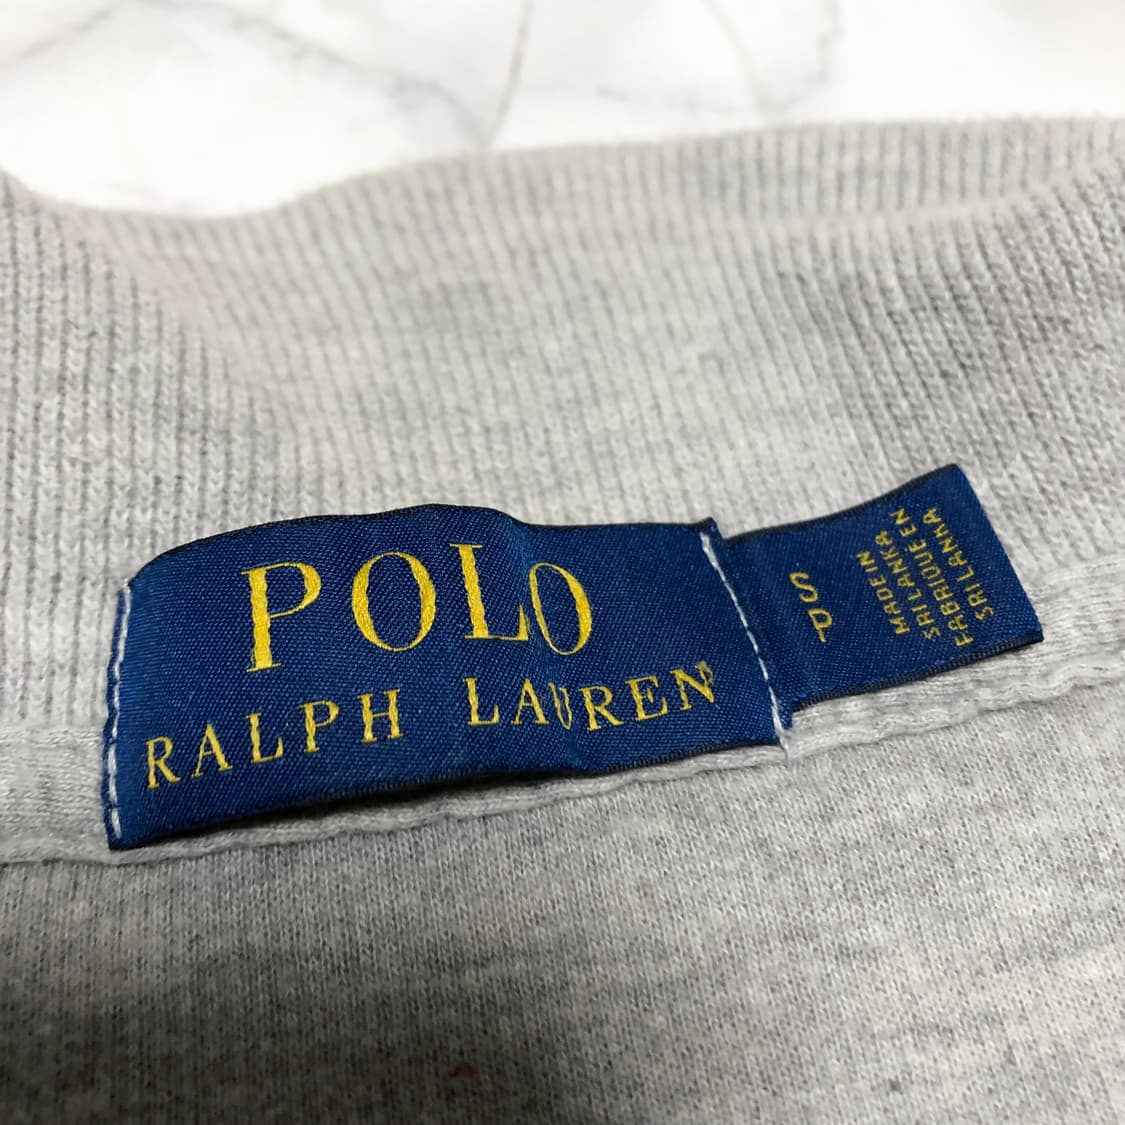 POLO
RALPH LAUREN
S
P
MADE IN
SRI LANKA
FABRIQUE EN
SRI LANKA